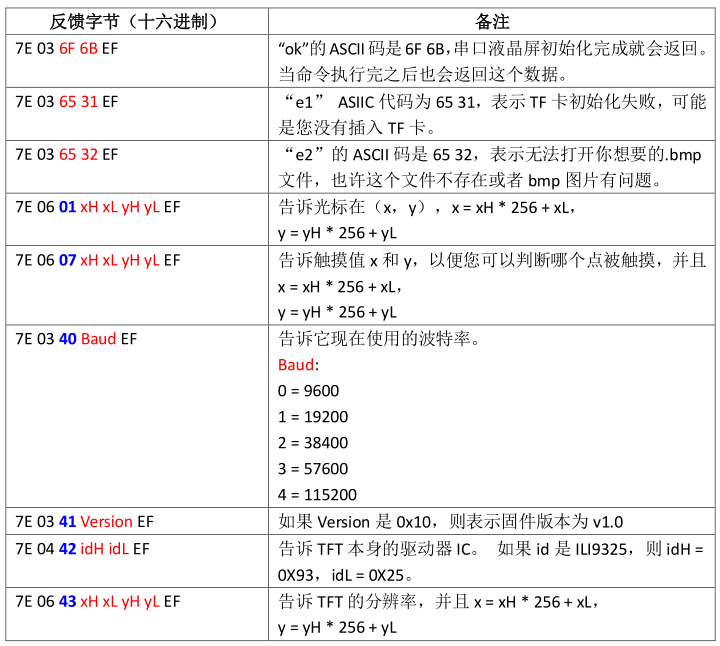 反馈字节（十六进制） 备注
7E 03 6F 6B EF “ok”的 ASCII 码是 6F 6B，串口液晶屏初始化完成就会返回。
当命令执行完之后也会返回这个数据。
7E 03 65 31 EF “e1” ASIIC 代码为 65 31，表示 TF 卡初始化失败，可能
是您没有插入 TF 卡。
7E 03 65 32 EF “e2”的 ASCII 码是 65 32，表示无法打开你想要的.bmp
文件，也许这个文件不存在或者 bmp 图片有问题。
7E 06 01 xH xL yH yL EF 告诉光标在（x，y），x = xH * 256 + xL，
y = yH * 256 + yL
7E 06 07 xH xL yH yL EF 告诉触摸值 x 和 y，以便您可以判断哪个点被触摸，并且
x = xH * 256 + xL，
y = yH * 256 + yL
7E 03 40 Baud EF 告诉它现在使用的波特率。
Baud:
0 = 9600
1 = 19200
2 = 38400
3 = 57600
4 = 115200
7E 03 41 Version EF 如果 Version 是 0x10，则表示固件版本为 v1.0
7E 04 42 idH idL EF 告诉 TFT 本身的驱动器 IC。 如果 id 是 ILI9325，则 idH =
0X93，idL = 0X25。
7E 06 43 xH xL yH yL EF 告诉 TFT 的分辨率，并且 x = xH * 256 + xL，
y = yH * 256 + yL